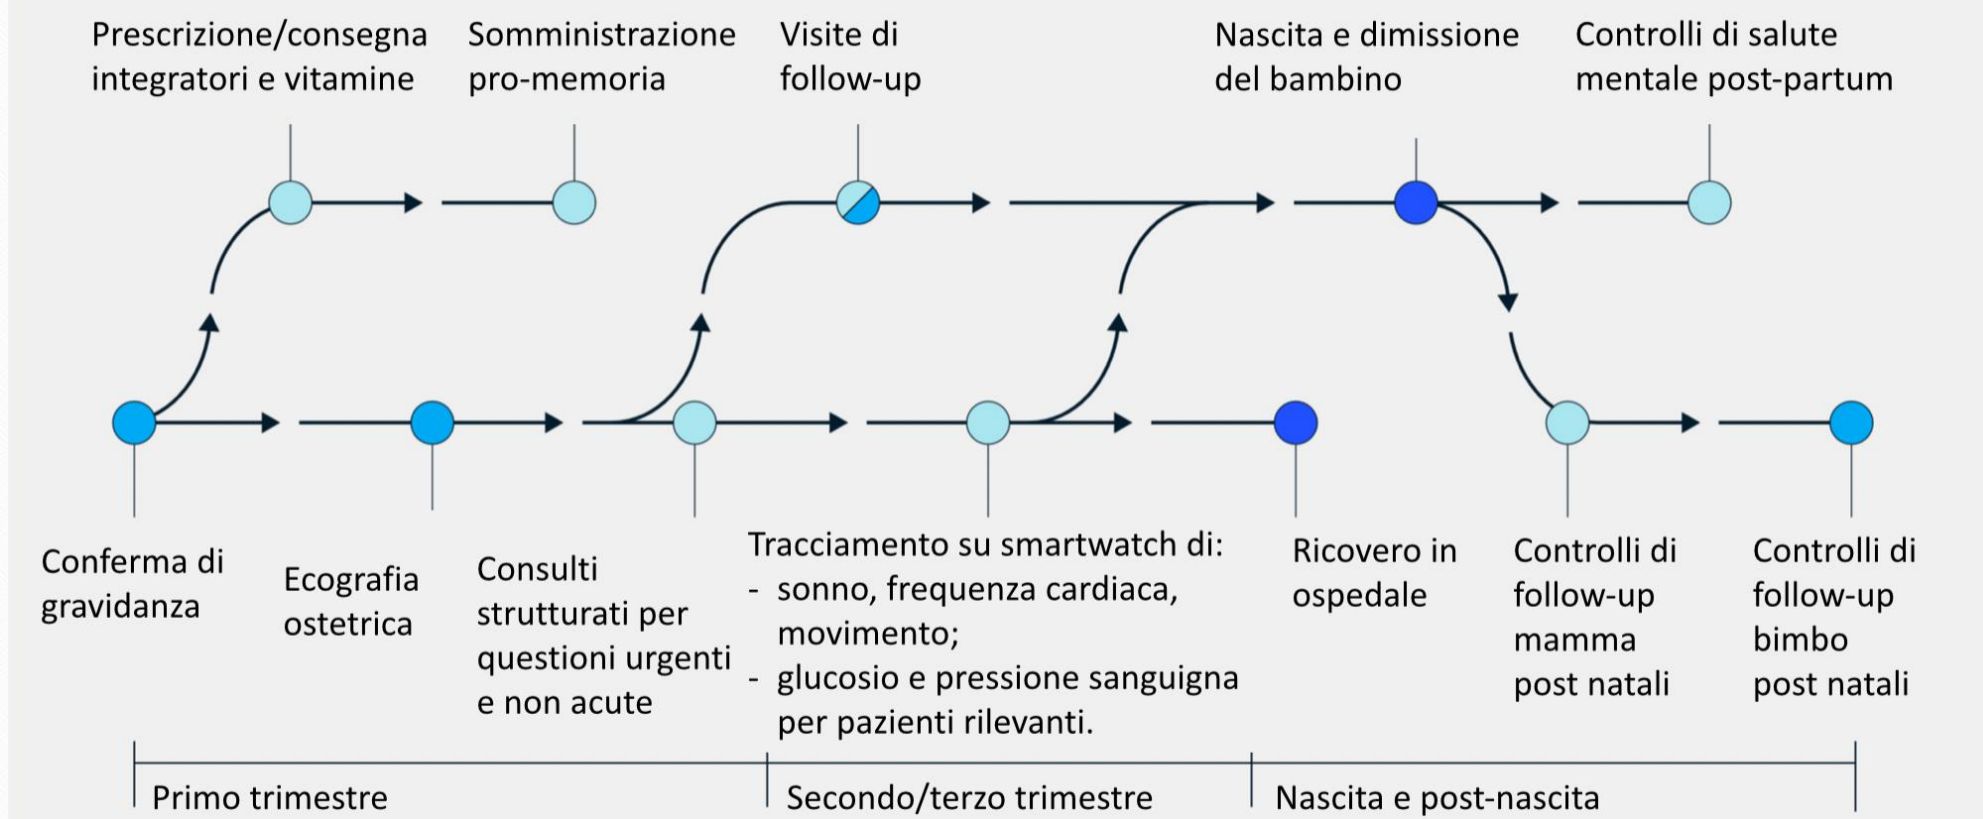 Prescrizione/consegna
integratori e vitamine
Somministrazione
pro-memoria
Visite di
follow-up
Nascita e dimissione
del bambino
Controlli di salute
mentale post-partum
Conferma di
gravidanza
Ecografia
ostetrica
Consulti
strutturati per
questioni urgenti
e non acute
Tracciamento su smartwatch di:
- sonno, frequenza cardiaca,
movimento;
- glucosio e pressione sanguigna
per pazienti rilevanti.
Ricovero in
ospedale
Controlli di
follow-up
mamma
post natali
Controlli di
follow-up
bimbo
post natali
Primo trimestre
Secondo/terzo trimestre
Nascita e post-nascita